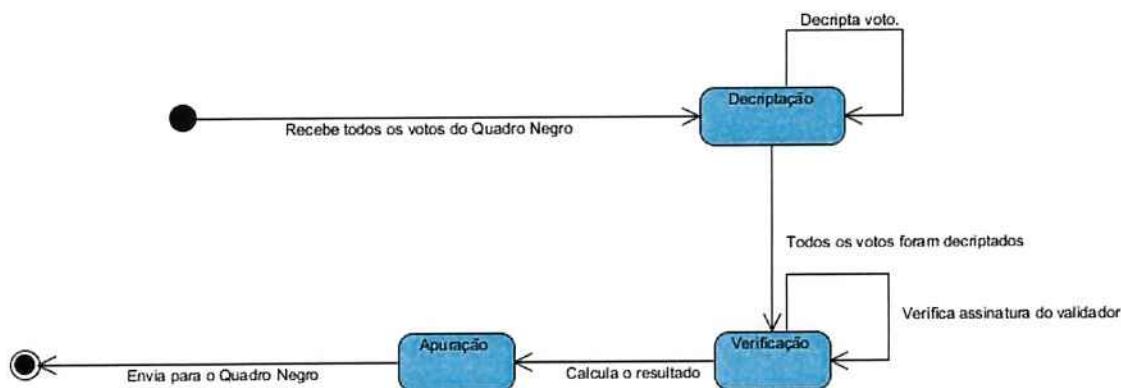 Decripta voto.
Decriptação
Recebe todos os votos do Quadro Negro
Todos os votos foram decriptados
Verifica assinatura do validador
Verificação
Apuração
Calcula o resultado
Envia para o Quadro Negro